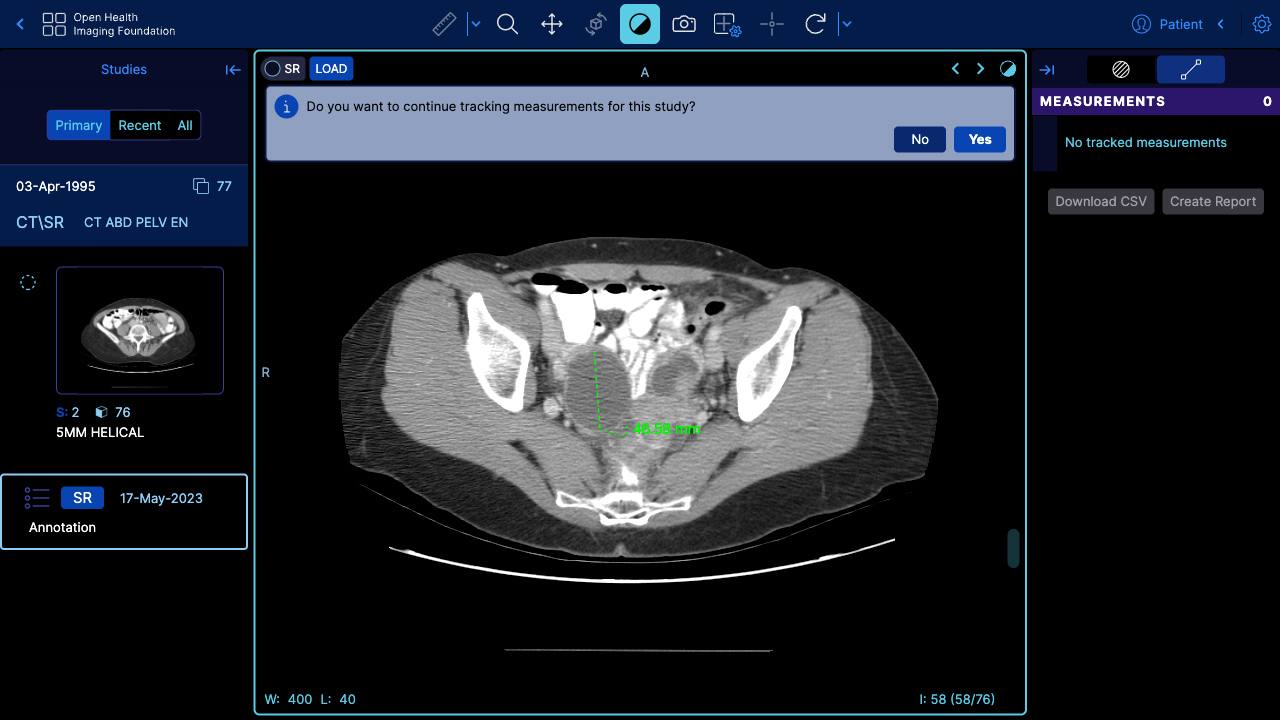 Open Health
Imaging Foundation
Patient
Studies
Primary Recent All
03-Apr-1995 77
CT\SR CT ABD PELV EN
S: 2 76
5MM HELICAL
SR 17-May-2023
Annotation
SR LOAD
A
i Do you want to continue tracking measurements for this study?
No Yes
R
46.58 mm
W: 400 L: 40
I: 58 (58/76)
MEASUREMENTS 0
No tracked measurements
Download CSV Create Report